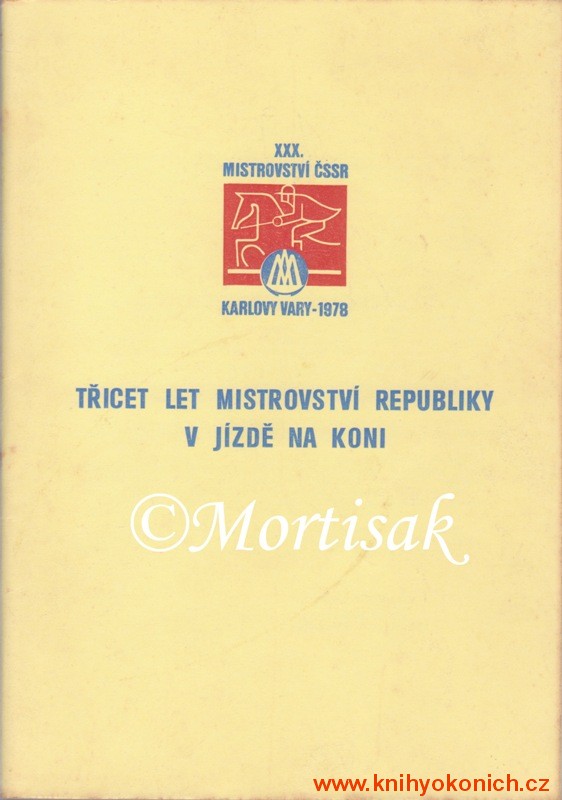 XXX.
MISTROVSTVÍ ČSSR
KARLOVY VARY-1978
TŘICET LET MISTROVSTVÍ REPUBLIKY
V JÍZDĚ NA KONI
©Mortisak
www.knihyokonich.cz